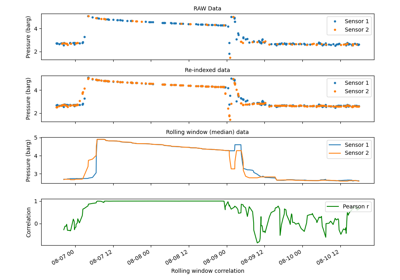 RAW Data
Pressure (barg)
4
2
Sensor 1
Sensor 2
Re-indexed data
Pressure (barg)
4
2
Sensor 1
Sensor 2
Rolling window (median) data
Pressure (barg)
5
4
3
Sensor 1
Sensor 2
Correlation
1
0
Pearson r
08-07 00
08-07 12
08-08 00
08-08 12
08-09 00
08-09 12
08-10 00
08-10 12
Rolling window correlation